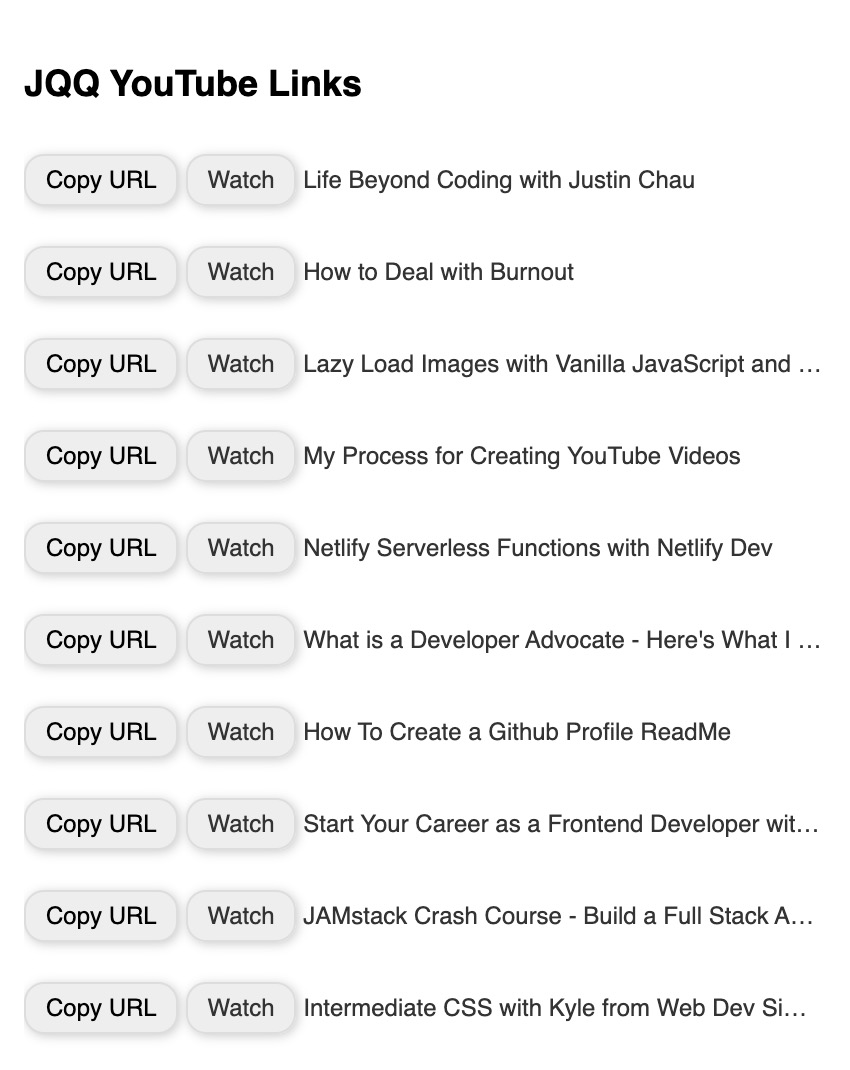 JQQ YouTube Links
Copy URL Watch Life Beyond Coding with Justin Chau
Copy URL Watch How to Deal with Burnout
Copy URL Watch Lazy Load Images with Vanilla JavaScript and …
Copy URL Watch My Process for Creating YouTube Videos
Copy URL Watch Netlify Serverless Functions with Netlify Dev
Copy URL Watch What is a Developer Advocate - Here's What I …
Copy URL Watch How To Create a Github Profile ReadMe
Copy URL Watch Start Your Career as a Frontend Developer wit…
Copy URL Watch JAMstack Crash Course - Build a Full Stack A…
Copy URL Watch Intermediate CSS with Kyle from Web Dev Si…